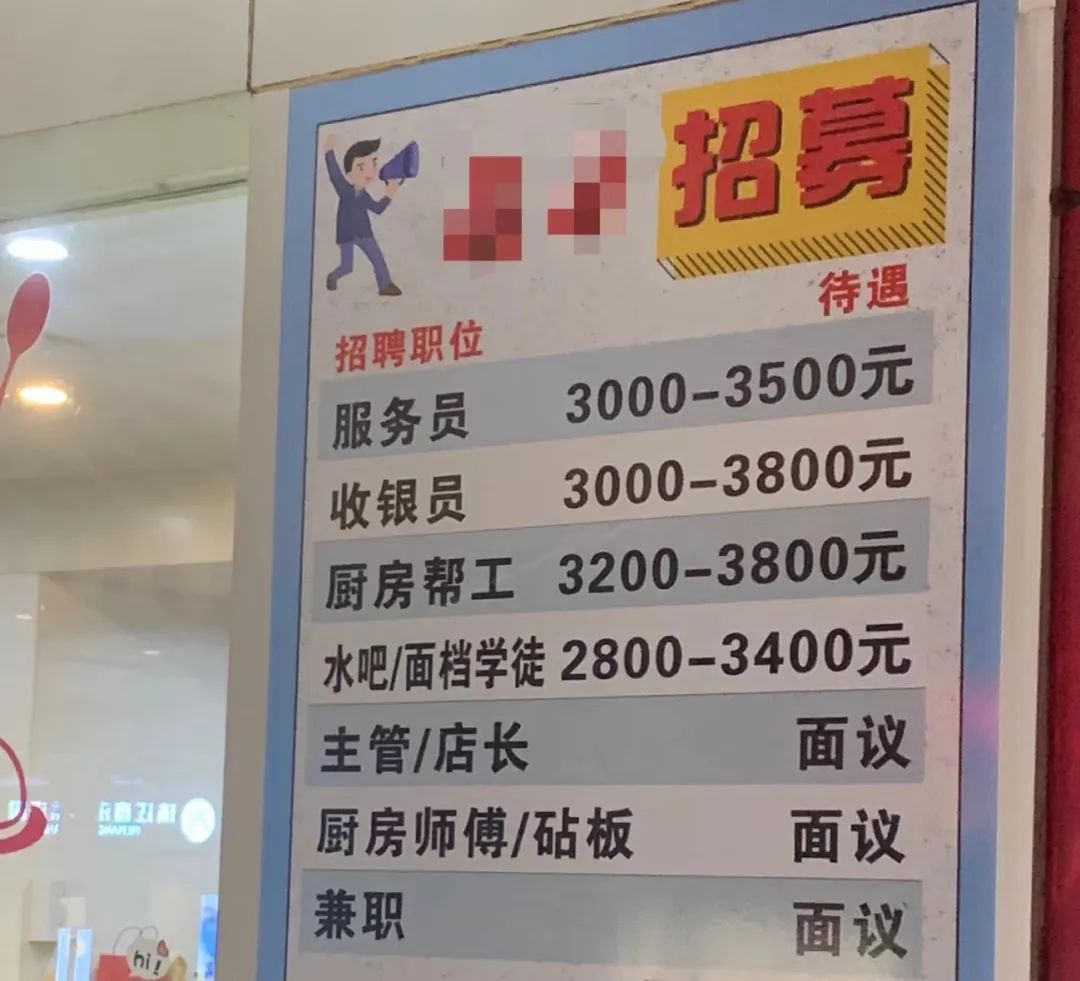 招募
招聘职位 待遇
服务员 3000-3500元
收银员 3000-3800元
厨房帮工 3200-3800元
水吧/面档学徒 2800-3400元
主管/店长 面议
厨房师傅/砧板 面议
兼职 面议
hi!